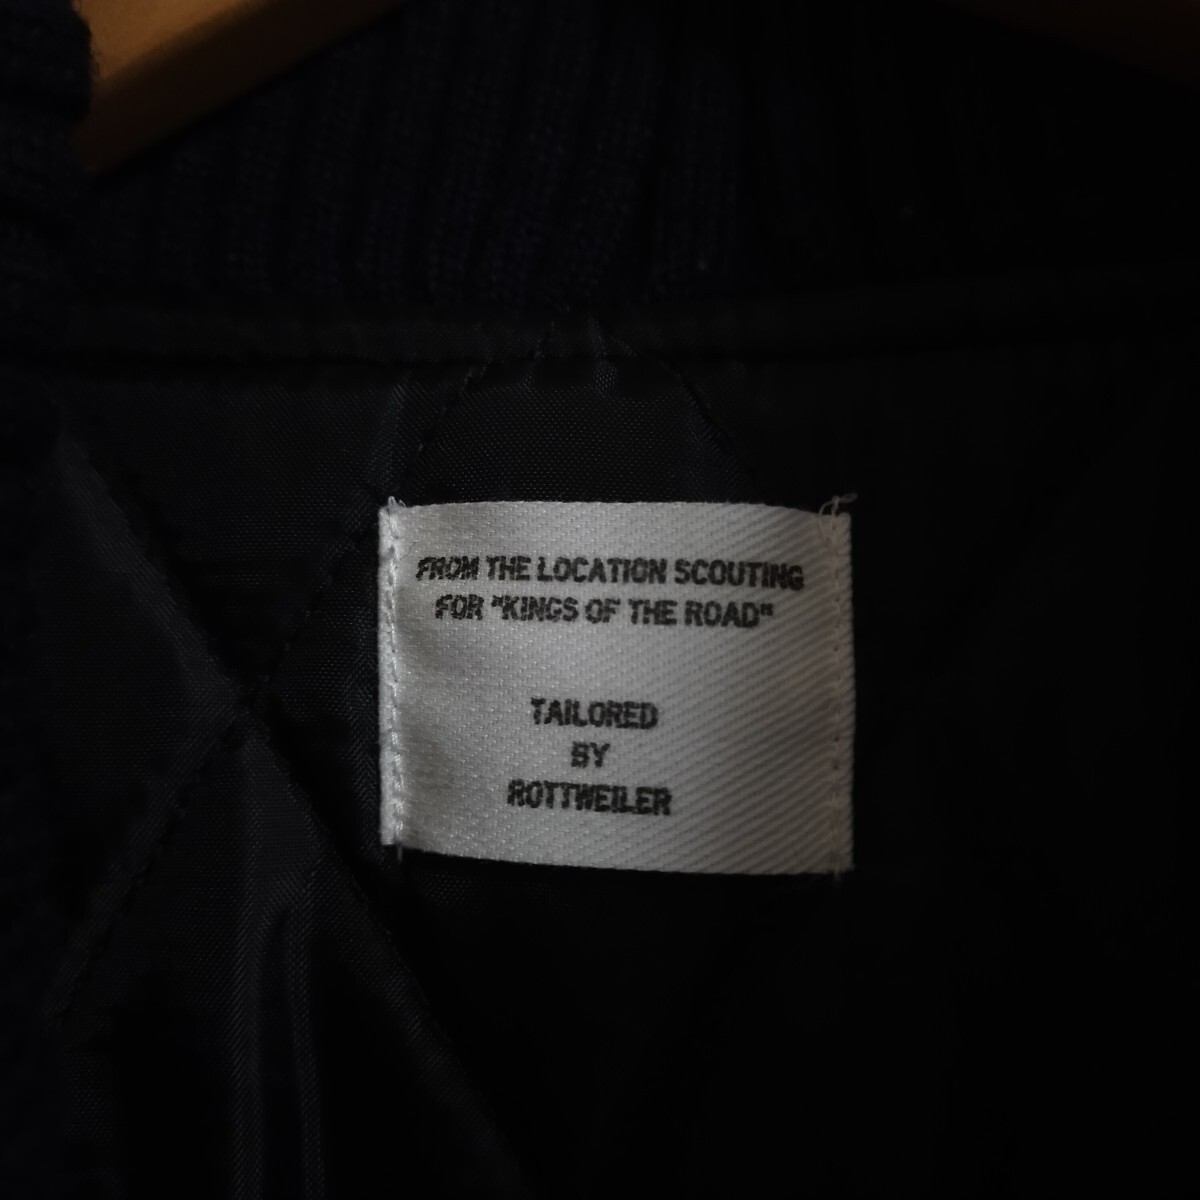 FROM THE LOCATION SCOUTING
FOR "KINGS OF THE ROAD"
TAILORED
BY
ROTTWEILER